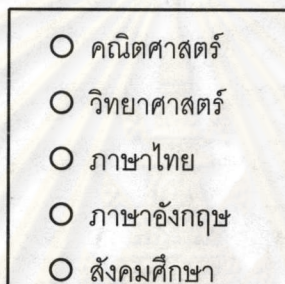 O คณิตศาสตร์
O วิทยาศาสตร์
O ภาษาไทย
O ภาษาอังกฤษ
O สังคมศึกษา